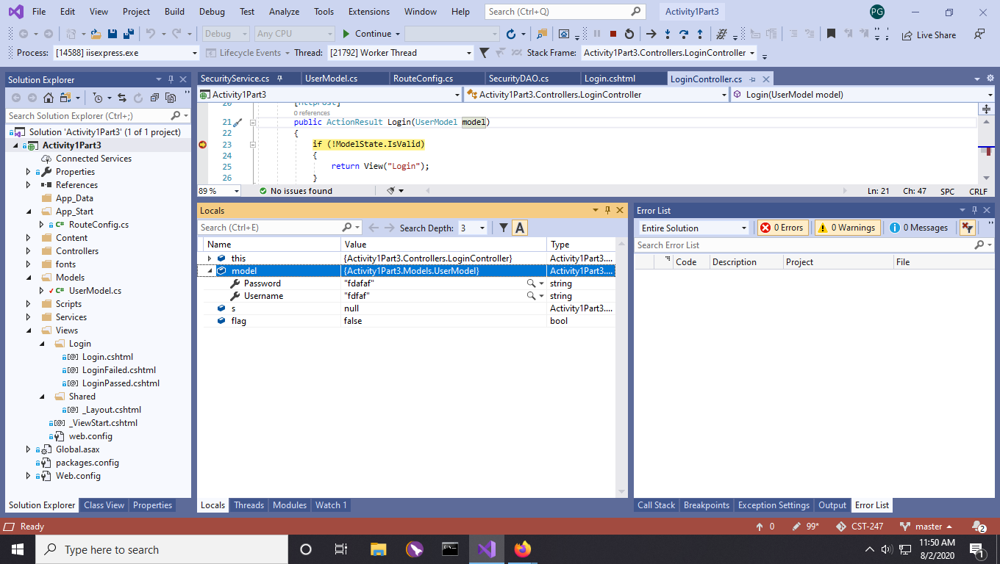 File Edit View Project Build Debug Test Analyze Tools Extensions Window Help Search (Ctrl+Q) Activity1Part3 PG
Debug Any CPU Continue Live Share
Process: [14588] iisexpress.exe Lifecycle Events Thread: [21792] Worker Thread Stack Frame: Activity1Part3.Controllers.LoginController
Solution Explorer
Search Solution Explorer (Ctrl+;)
Solution 'Activity1Part3' (1 of 1 project)
Activity1Part3
Connected Services
Properties
References
App_Data
App_Start
C# RouteConfig.cs
Content
Controllers
fonts
Models
C# UserModel.cs
Scripts
Services
Views
Login
[@] Login.cshtml
[@] LoginFailed.cshtml
[@] LoginPassed.cshtml
Shared
[@] _Layout.cshtml
[@] _ViewStart.cshtml
web.config
Global.asax
packages.config
Web.config
Solution Explorer Class View Properties
SecurityService.cs UserModel.cs RouteConfig.cs SecurityDAO.cs Login.cshtml LoginController.cs
Activity1Part3 Activity1Part3.Controllers.LoginController Login(UserModel model)
20 [HttpPost]
0 references
21 public ActionResult Login(UserModel model)
22 {
23 if (!ModelState.IsValid)
24 {
25 return View("Login");
26 }
89 % No issues found Ln: 21 Ch: 47 SPC CRLF
Locals
Search (Ctrl+E) Search Depth: 3 A
Name Value Type
this {Activity1Part3.Controllers.LoginController} Activity1Part3....
model {Activity1Part3.Models.UserModel} Activity1Part3....
Password "fdafaf" string
Username "fdfaf" string
s null Activity1Part3....
flag false bool
Locals Threads Modules Watch 1
Error List
Entire Solution 0 Errors 0 Warnings 0 Messages
Search Error List
Code Description Project File
Call Stack Breakpoints Exception Settings Output Error List
Ready 0 99* CST-247 master 2
Type here to search
11:50 AM
8/2/2020
1